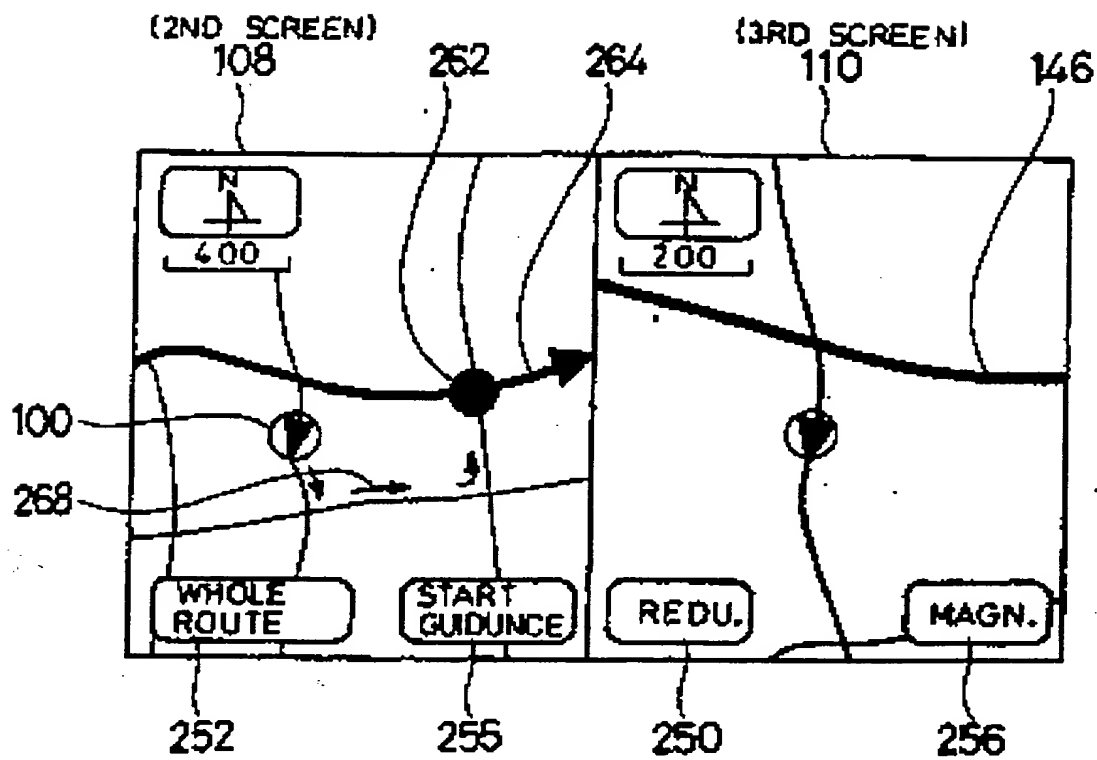 (2ND SCREEN)
(3RD SCREEN)
108
262
264
110
146
N
N
400
200
100
268
WHOLE
ROUTE
START
GUIDUNCE
REDU.
MAGN.
252
255
250
256